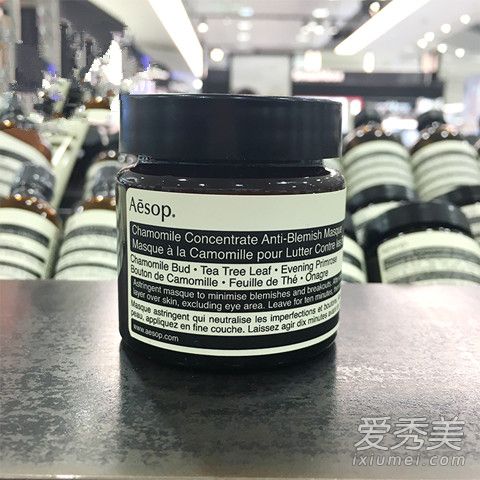 Aēsop.
Chamomile Concentrate Anti-Blemish Masque
Masque à la Camomille pour Lutter Contre les
Chamomile Bud • Tea Tree Leaf • Evening Primrose
Bouton de Camomille • Feuille de Thé • Onagre
Astringent masque to minimise blemishes and breakouts.
layer over skin, excluding eye area. Leave for ten minutes,
Masque astringent qui neutralise les imperfections et boutons.
peau, appliquez en fine couche. Laissez agir dix minutes
www.aesop.com
爱秀美
ixiumei.com